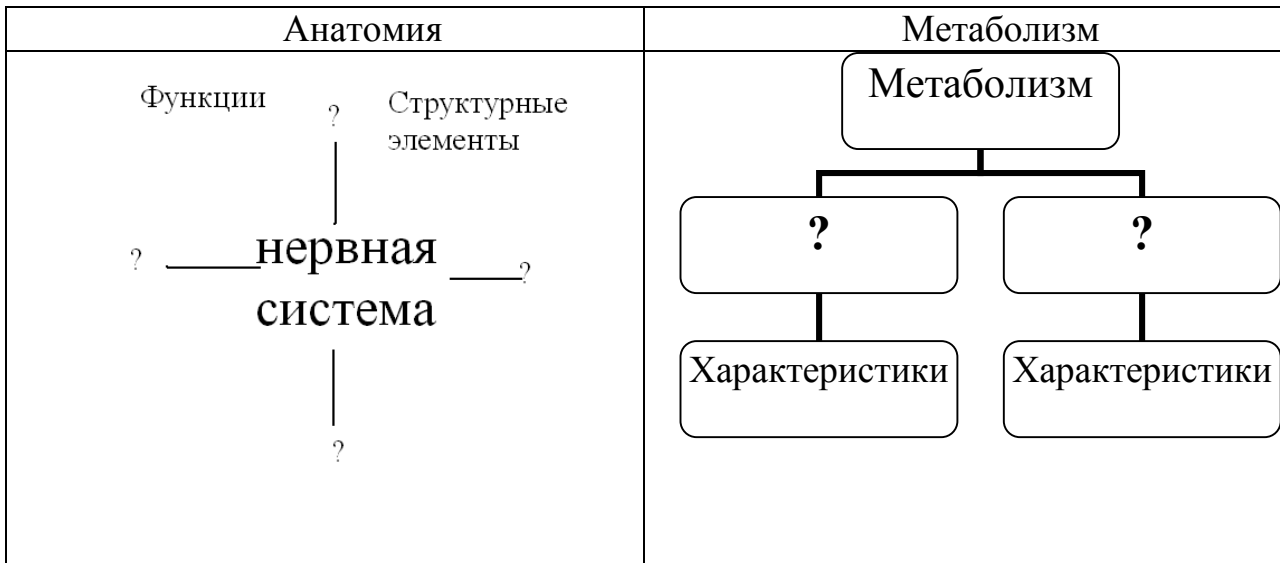 Анатомия
Метаболизм
Функции
?
Структурные
элементы
?
нервная
система
?
?
Метаболизм
?
?
Характеристики
Характеристики